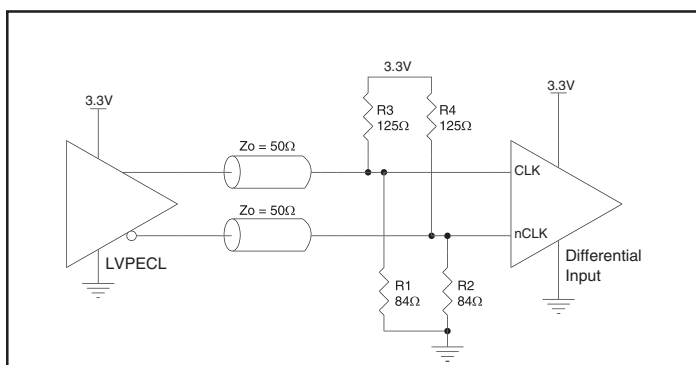 3.3V
3.3V
3.3V
R3
125Ω
R4
125Ω
Zo = 50Ω
CLK
Zo = 50Ω
nCLK
LVPECL
Differential
Input
R1
84Ω
R2
84Ω